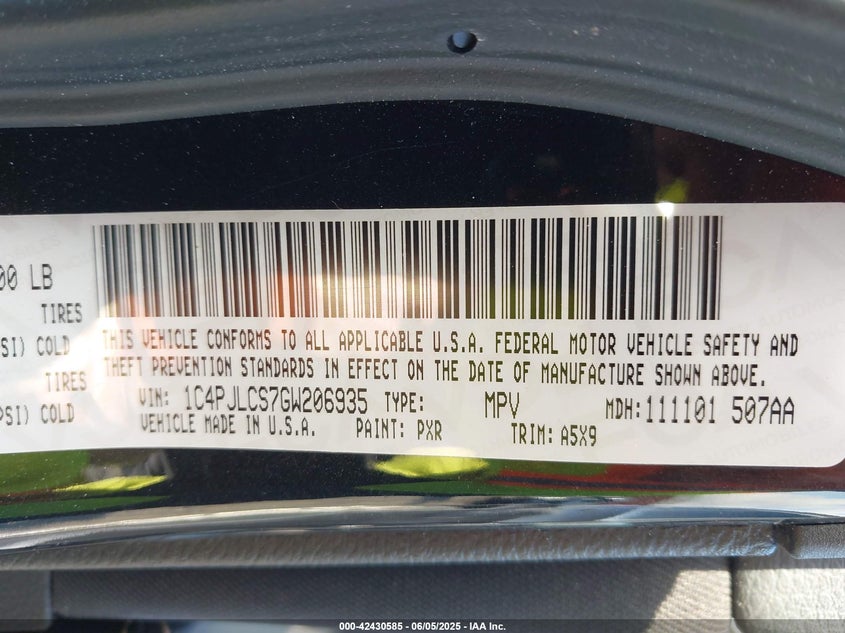 00 LB
TIRES
SI) COLD
TIRES
PSI) COLD
THIS VEHICLE CONFORMS TO ALL APPLICABLE U.S.A. FEDERAL MOTOR VEHICLE SAFETY AND
THEFT PREVENTION STANDARDS IN EFFECT ON THE DATE OF MANUFACTURE SHOWN ABOVE.
VIN: 1C4PJLCS7GW206935 TYPE: MPV MDH: 111101 507AA
VEHICLE MADE IN U.S.A. PAINT: PXR TRIM: A5X9
000-42430585 - 06/05/2025 - IAA Inc.